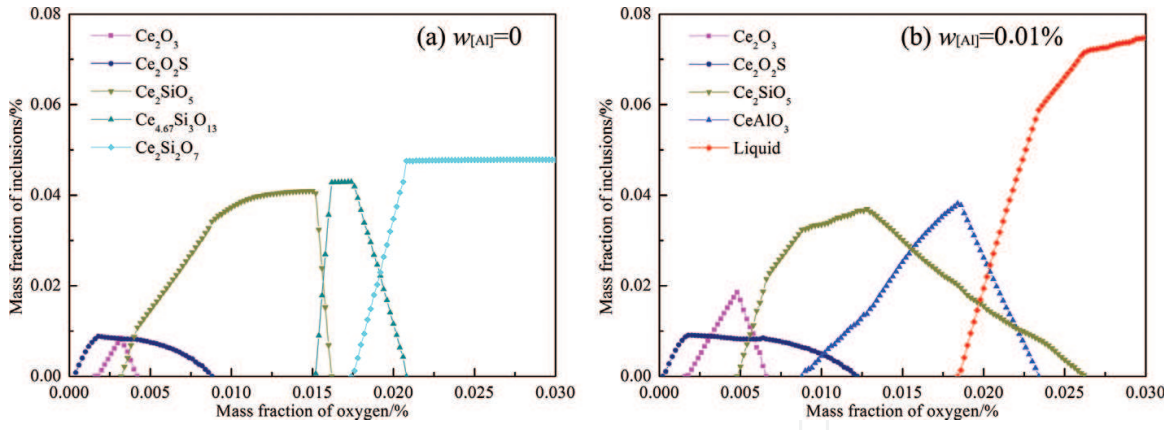 (a) w[Al]=0
Ce2O3
Ce2O2S
Ce2SiO5
Ce4.67Si3O13
Ce2Si2O7
0.08
0.06
0.04
0.02
0.00
0.000 0.005 0.010 0.015 0.020 0.025 0.030
Mass fraction of inclusions/%
Mass fraction of oxygen/%
(b) w[Al]=0.01%
Ce2O3
Ce2O2S
Ce2SiO5
CeAlO3
Liquid
0.08
0.06
0.04
0.02
0.00
0.000 0.005 0.010 0.015 0.020 0.025 0.030
Mass fraction of inclusions/%
Mass fraction of oxygen/%